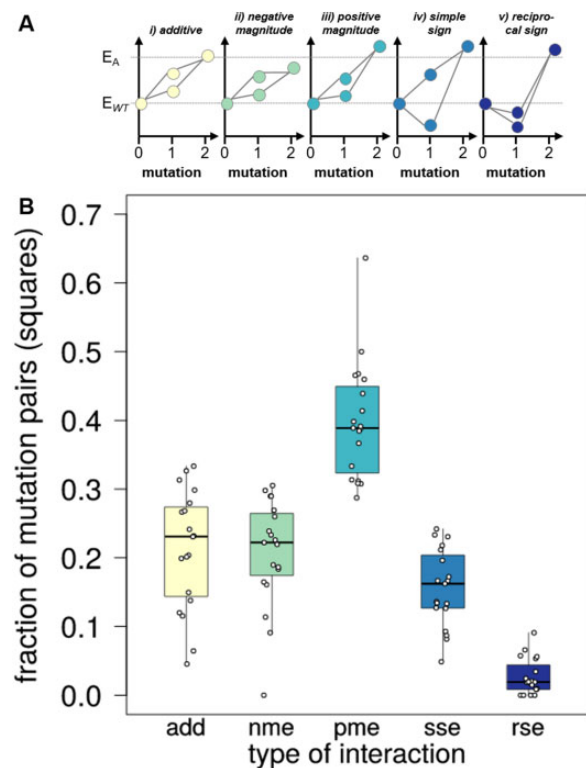 A
i) additive
ii) negative
magnitude
iii) positive
magnitude
iv) simple
sign
v) recipro-
cal sign
E_A
E_WT
0 1 2
0 1 2
0 1 2
0 1 2
0 1 2
mutation
mutation
mutation
mutation
mutation
B
fraction of mutation pairs (squares)
0.7
0.6
0.5
0.4
0.3
0.2
0.1
0.0
add nme pme sse rse
type of interaction